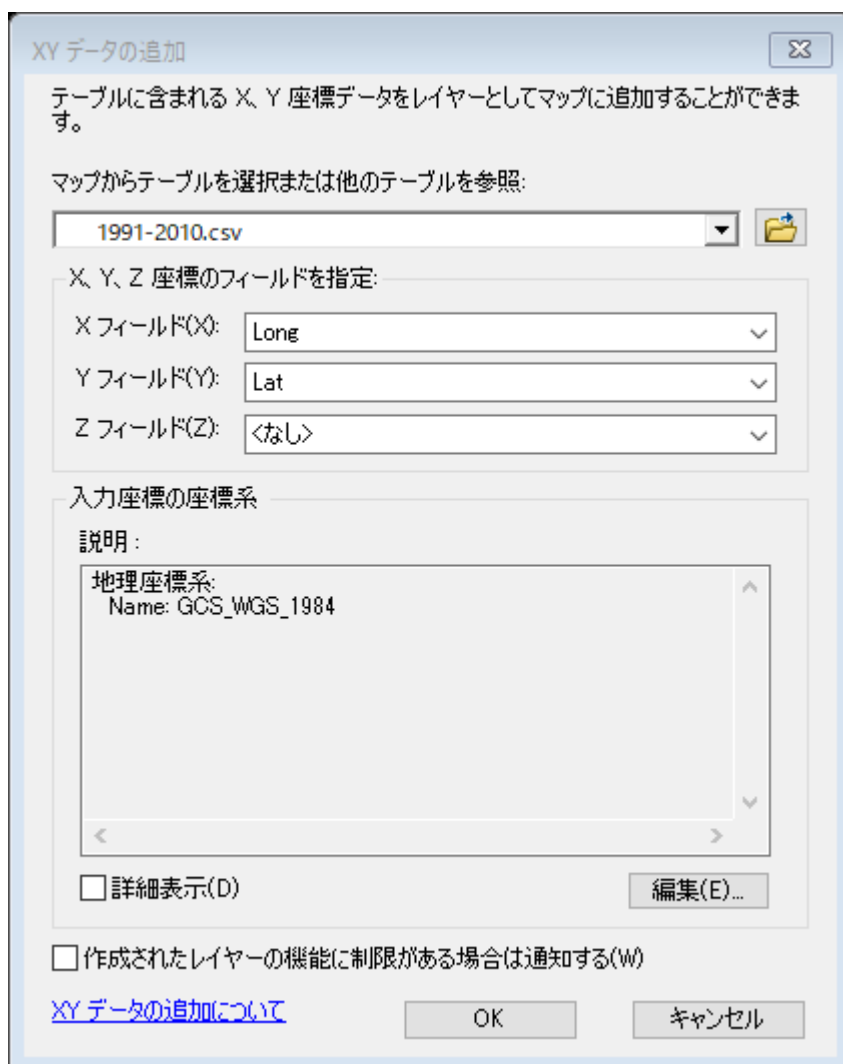 XY データの追加
テーブルに含まれる X、Y 座標データをレイヤーとしてマップに追加することができま
す。
マップからテーブルを選択または他のテーブルを参照:
1991-2010.csv
X、Y、Z 座標のフィールドを指定:
X フィールド(X): Long
Y フィールド(Y): Lat
Z フィールド(Z): <なし>
入力座標の座標系
説明:
地理座標系:
Name: GCS_WGS_1984
詳細表示(D) 編集(E)...
作成されたレイヤーの機能に制限がある場合は通知する(W)
XY データの追加について OK キャンセル